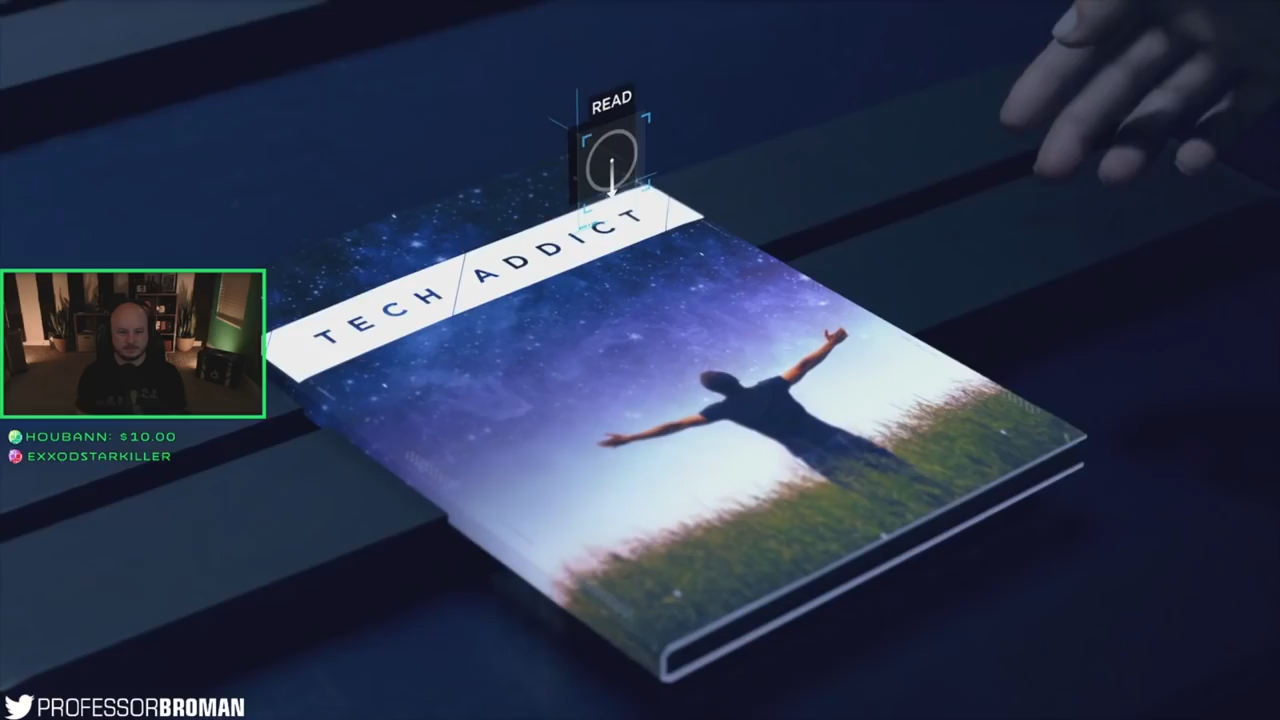 READ
TECH ADDICT
HOUBANN: $10.00
EXXODSTARKILLER
PROFESSORBROMAN